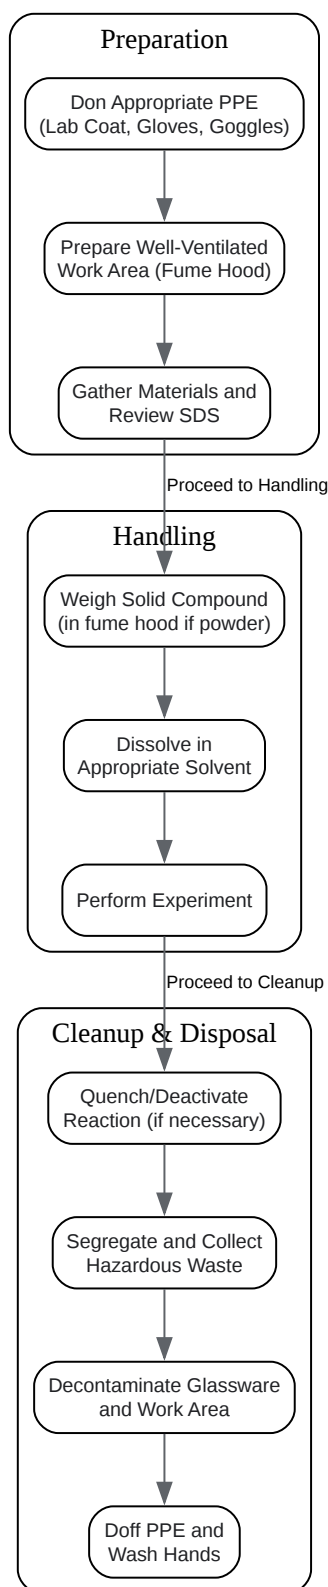 Preparation
Don Appropriate PPE
(Lab Coat, Gloves, Goggles)
Prepare Well-Ventilated
Work Area (Fume Hood)
Gather Materials and
Review SDS
Proceed to Handling
Handling
Weigh Solid Compound
(in fume hood if powder)
Dissolve in
Appropriate Solvent
Perform Experiment
Proceed to Cleanup
Cleanup & Disposal
Quench/Deactivate
Reaction (if necessary)
Segregate and Collect
Hazardous Waste
Decontaminate Glassware
and Work Area
Doff PPE and
Wash Hands